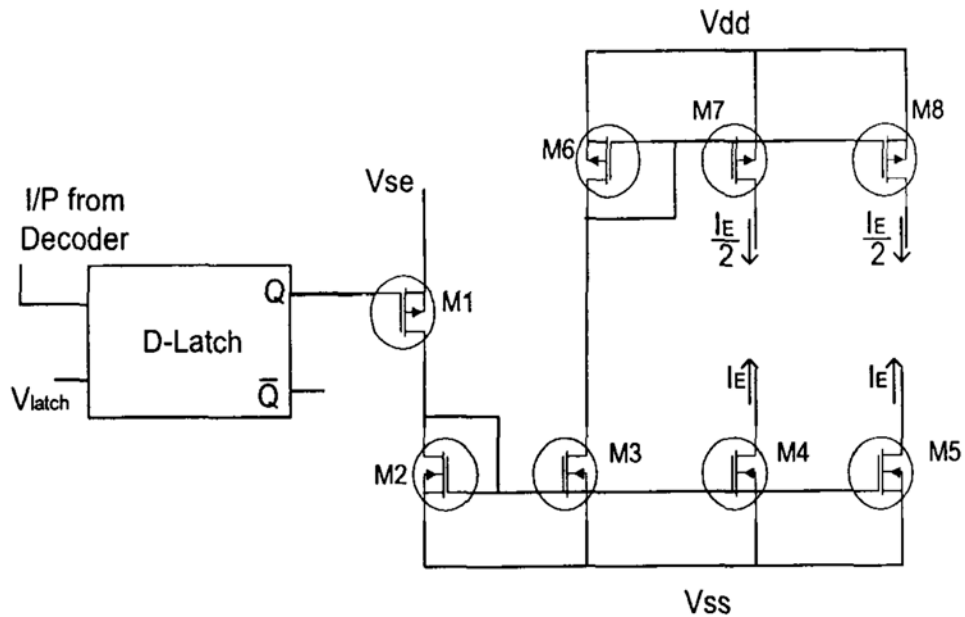 Vdd
M6
M7
M8
I/P from
Decoder
Vse
IE
2
IE
2
Q
M1
D-Latch
Vlatch
Q̅
IE
IE
M2
M3
M4
M5
Vss